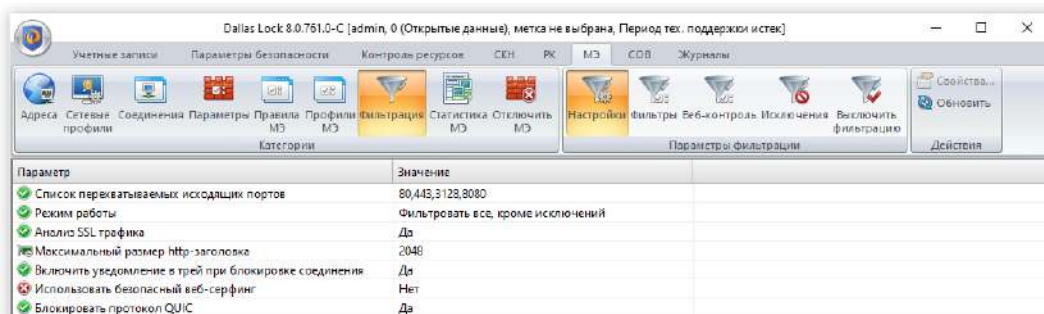 Dallas Lock 8.0.761.0-C [admin, 0 (Открытые данные), метка не выбрана, Период тех. поддержки истек]
Учетные записи Параметры безопасности Контроль ресурсов СКН РК МЭ СОВ Журналы
Адреса Сетевые профили Соединения Параметры Правила МЭ Профили МЭ Фильтрация Статистика МЭ Отключить МЭ Настройки Фильтры Веб-контроль Исключения Выключить фильтрацию Свойства... Обновить
Категории Параметры фильтрации Действия
Параметр Значение
Список перехватываемых исходящих портов 80,443,3128,8080
Режим работы Фильтровать все, кроме исключений
Анализ SSL трафика Да
Максимальный размер http-заголовка 2048
Включить уведомление в трей при блокировке соединения Да
Использовать безопасный веб-серфинг Нет
Блокировать протокол QUIC Да